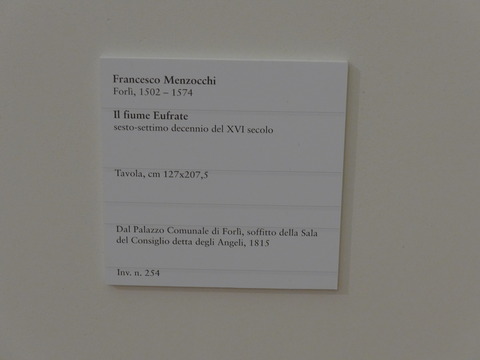 Francesco Menzocchi
Forlì, 1502 – 1574
Il fiume Eufrate
sesto-settimo decennio del XVI secolo
Tavola, cm 127x207,5
Dal Palazzo Comunale di Forlì, soffitto della Sala
del Consiglio detta degli Angeli, 1815
Inv. n. 254